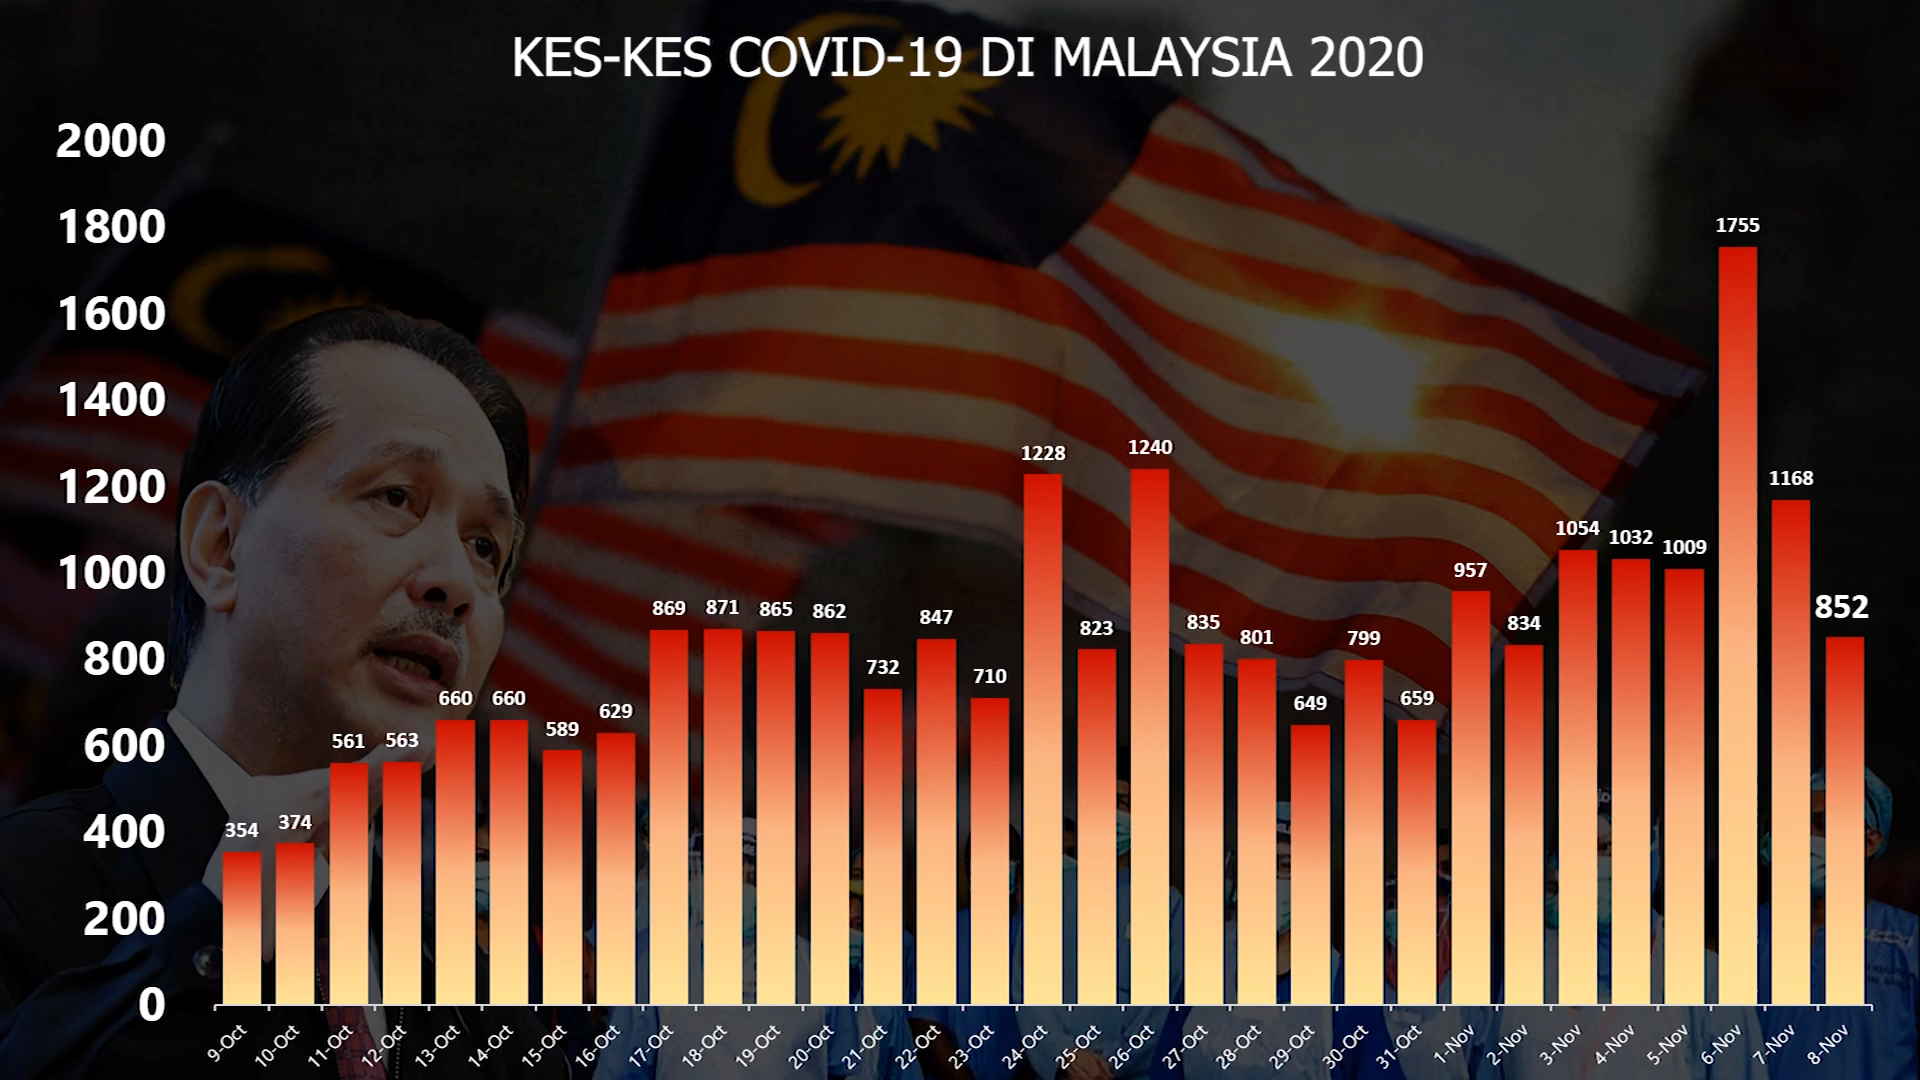 KES-KES COVID-19 DI MALAYSIA 2020
2000
1800
1600
1400
1200
1000
800
600
400
200
0
354
374
561
563
660
660
589
629
869
871
865
862
732
847
710
1228
823
1240
835
801
649
799
659
957
834
1054
1032
1009
1755
1168
852
9-Oct
10-Oct
11-Oct
12-Oct
13-Oct
14-Oct
15-Oct
16-Oct
17-Oct
18-Oct
19-Oct
20-Oct
21-Oct
22-Oct
23-Oct
24-Oct
25-Oct
26-Oct
27-Oct
28-Oct
29-Oct
30-Oct
31-Oct
1-Nov
2-Nov
3-Nov
4-Nov
5-Nov
6-Nov
7-Nov
8-Nov